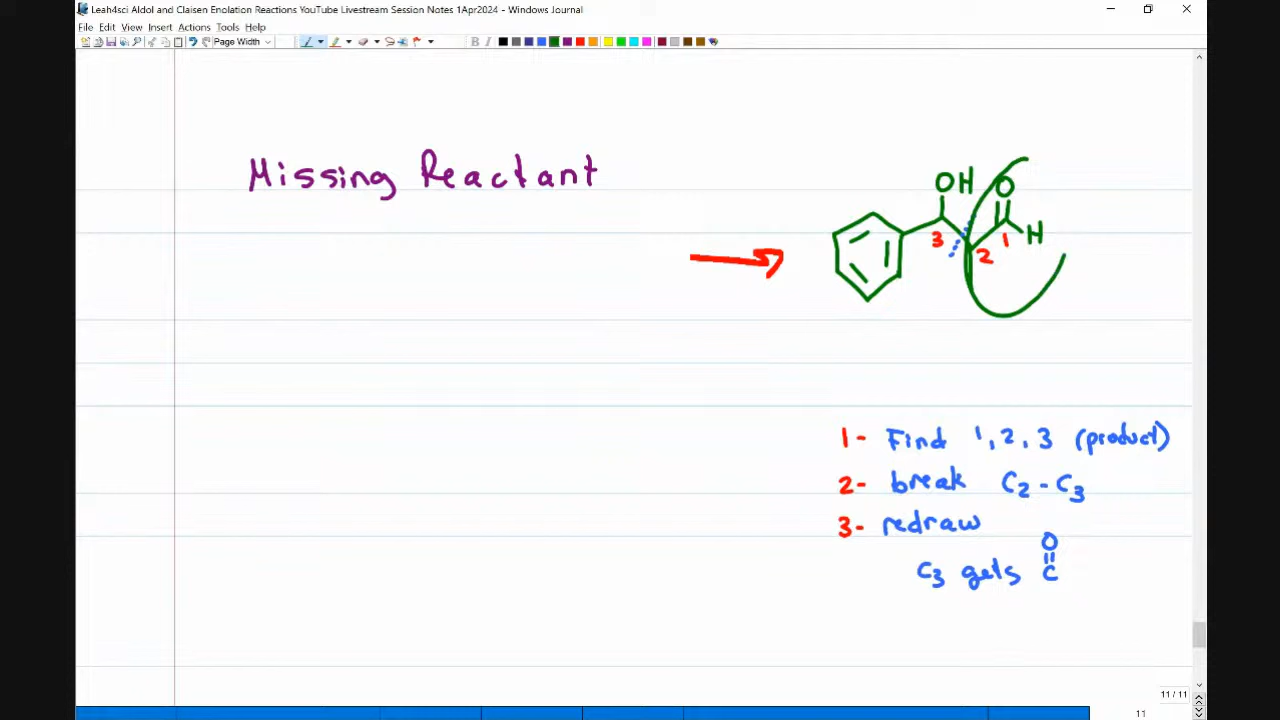 Leah4sci Aldol and Claisen Enolation Reactions YouTube Livestream Session Notes 1Apr2024 - Windows Journal
File Edit View Insert Actions Tools Help
Page Width
B I
Missing Reactant
OH O
3 2 1 H
1- Find 1, 2, 3 (product)
2- break C2 - C3
3- redraw
O
C3 gets C
11 / 11
11